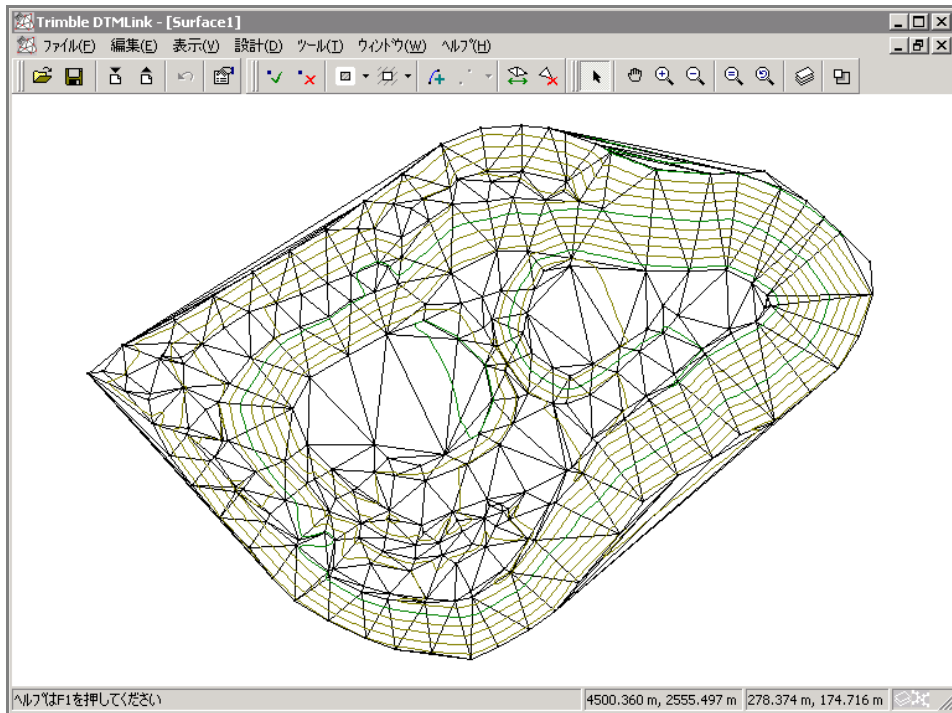 Trimble DTMLink - [Surface1]
ファイル(F) 編集(E) 表示(V) 設計(D) ツール(T) ウィンドウ(W) ヘルプ(H)
ヘルプはF1を押してください 4500.360 m, 2555.497 m 278.374 m, 174.716 m